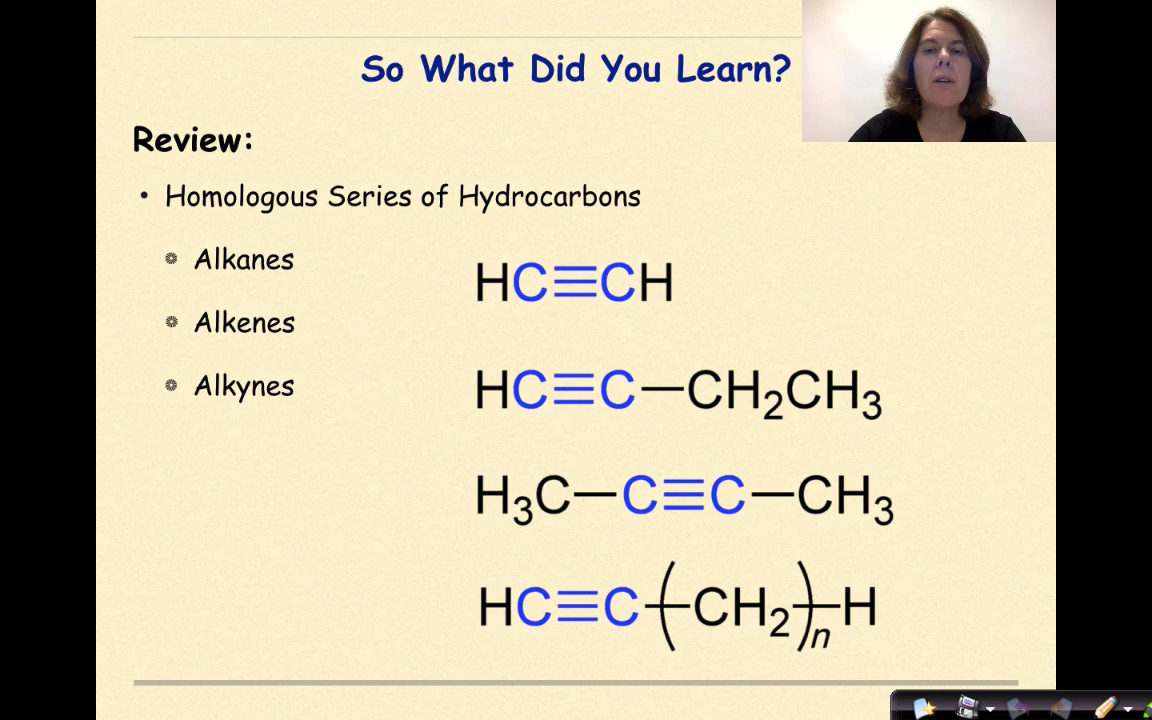 So What Did You Learn?
Review:
• Homologous Series of Hydrocarbons
Alkanes
HC≡CH
Alkenes
HC≡C—CH₂CH₃
Alkynes
H₃C—C≡C—CH₃
HC≡C—(CH₂)ₙ—H